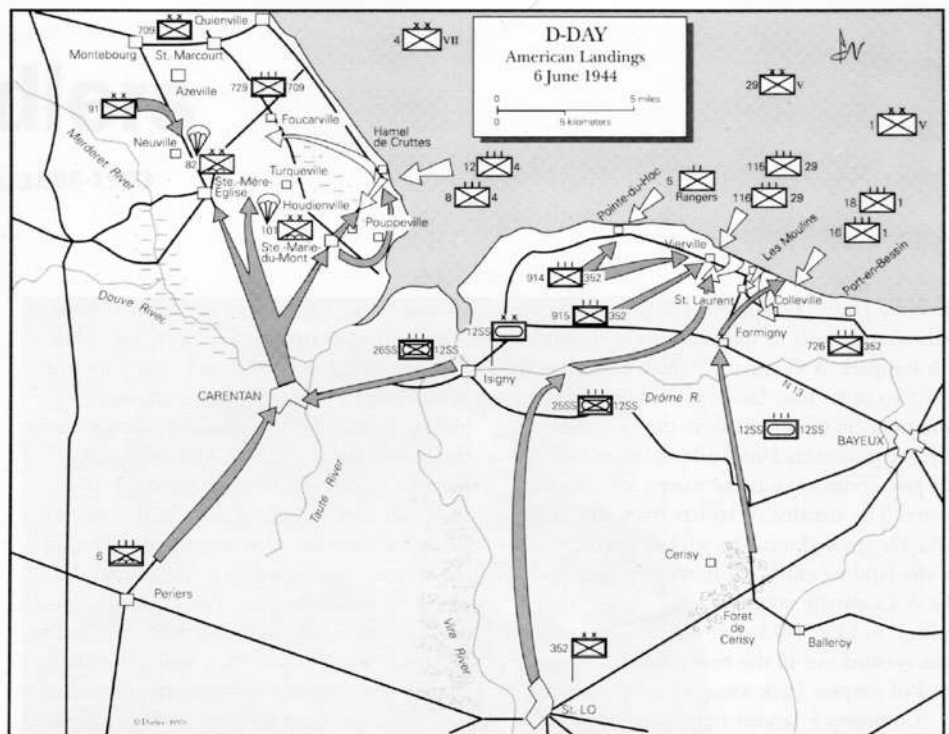 D-DAY
American Landings
6 June 1944
0 5 miles
0 5 kilometers
N
709
Quienville
Montebourg
St. Marcourt
Azeville
4 VII
29 V
1 V
729 709
91
Foucarville
Neuville
82
Merderet River
Ste-Mère-
Église
Turqueville
Houdienville
Hamel
de Cruttes
12 4
8 4
101
Pouppeville
Ste-Marie-
du-Mont
Pointe-du-Hoc
5
Rangers
116 29
116 29
18 1
16 1
Vierville
Les Moulins
Port-en-Bessin
Douve River
914 352
915 352
St. Laurent
Colleville
Formigny
726 352
12SS
26SS 12SS
Isigny
CARENTAN
Drôme R.
N 13
25SS 12SS
12SS 12SS
BAYEUX
Taute River
6
Periers
Cerisy
Foret
de
Cerisy
Balleroy
Vire River
352
St. LO